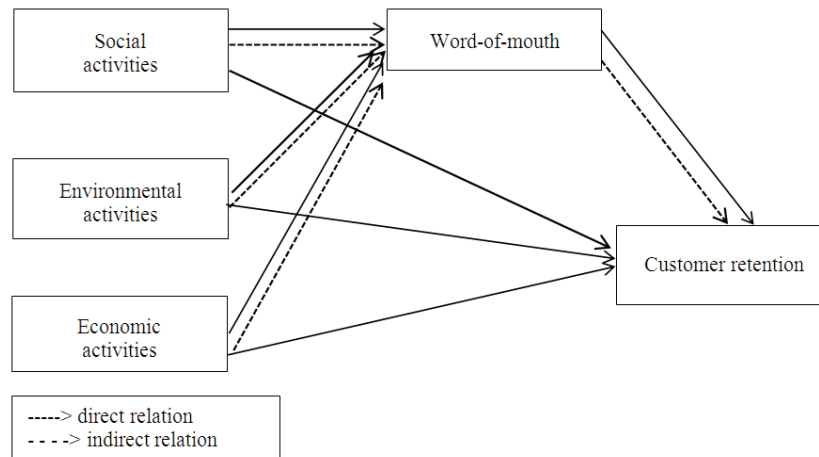 Social
activities
Word-of-mouth
Environmental
activities
Customer retention
Economic
activities
-----> direct relation
- - - -> indirect relation